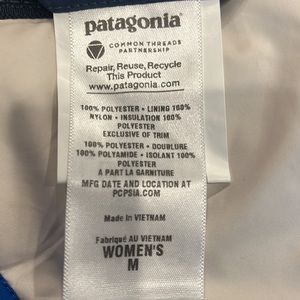 patagonia®
COMMON THREADS
PARTNERSHIP
Repair, Reuse, Recycle
This Product
www.patagonia.com
100% POLYESTER • LINING 100%
NYLON • INSULATION 100%
POLYESTER
EXCLUSIVE OF TRIM
100% POLYESTER • DOUBLURE
100% POLYAMIDE • ISOLANT 100%
POLYESTER
A PART LA GARNITURE
MFG DATE AND LOCATION AT
PCPSIA.COM
Made in VIETNAM
Fabriqué AU VIETNAM
WOMEN'S
M